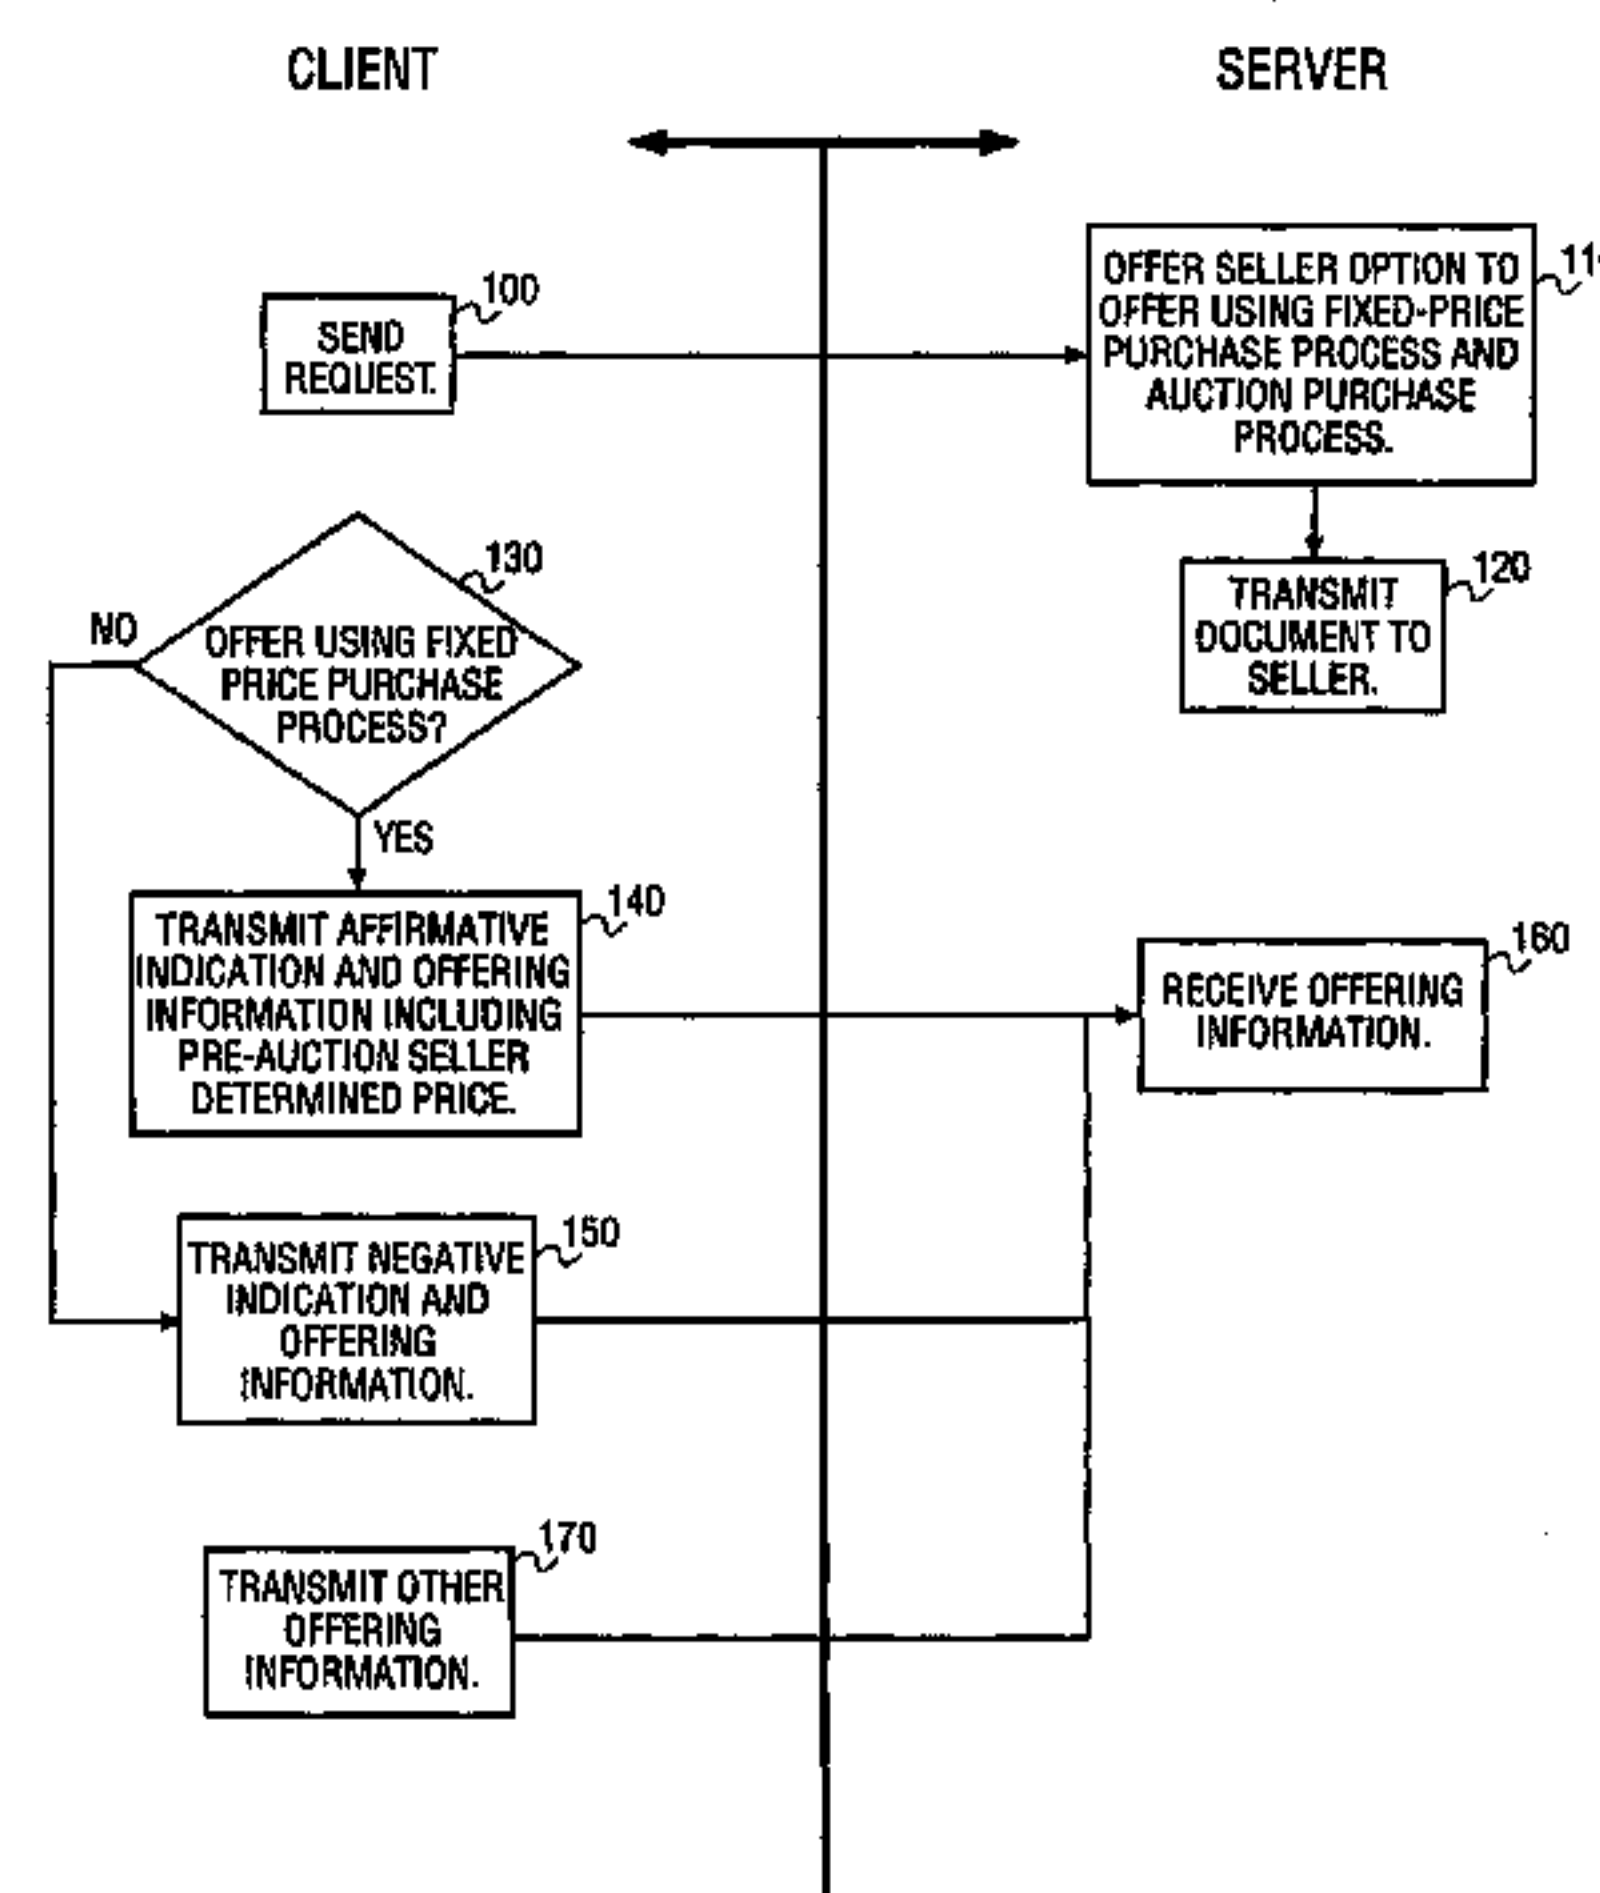 CLIENT
SERVER
100
SEND
REQUEST.
OFFER SELLER OPTION TO
OFFER USING FIXED-PRICE
PURCHASE PROCESS AND
AUCTION PURCHASE
PROCESS.
120
TRANSMIT
DOCUMENT TO
SELLER.
130
NO
OFFER USING FIXED
PRICE PURCHASE
PROCESS?
YES
140
TRANSMIT AFFIRMATIVE
INDICATION AND OFFERING
INFORMATION INCLUDING
PRE-AUCTION SELLER
DETERMINED PRICE.
160
RECEIVE OFFERING
INFORMATION.
150
TRANSMIT NEGATIVE
INDICATION AND
OFFERING
INFORMATION.
170
TRANSMIT OTHER
OFFERING
INFORMATION.